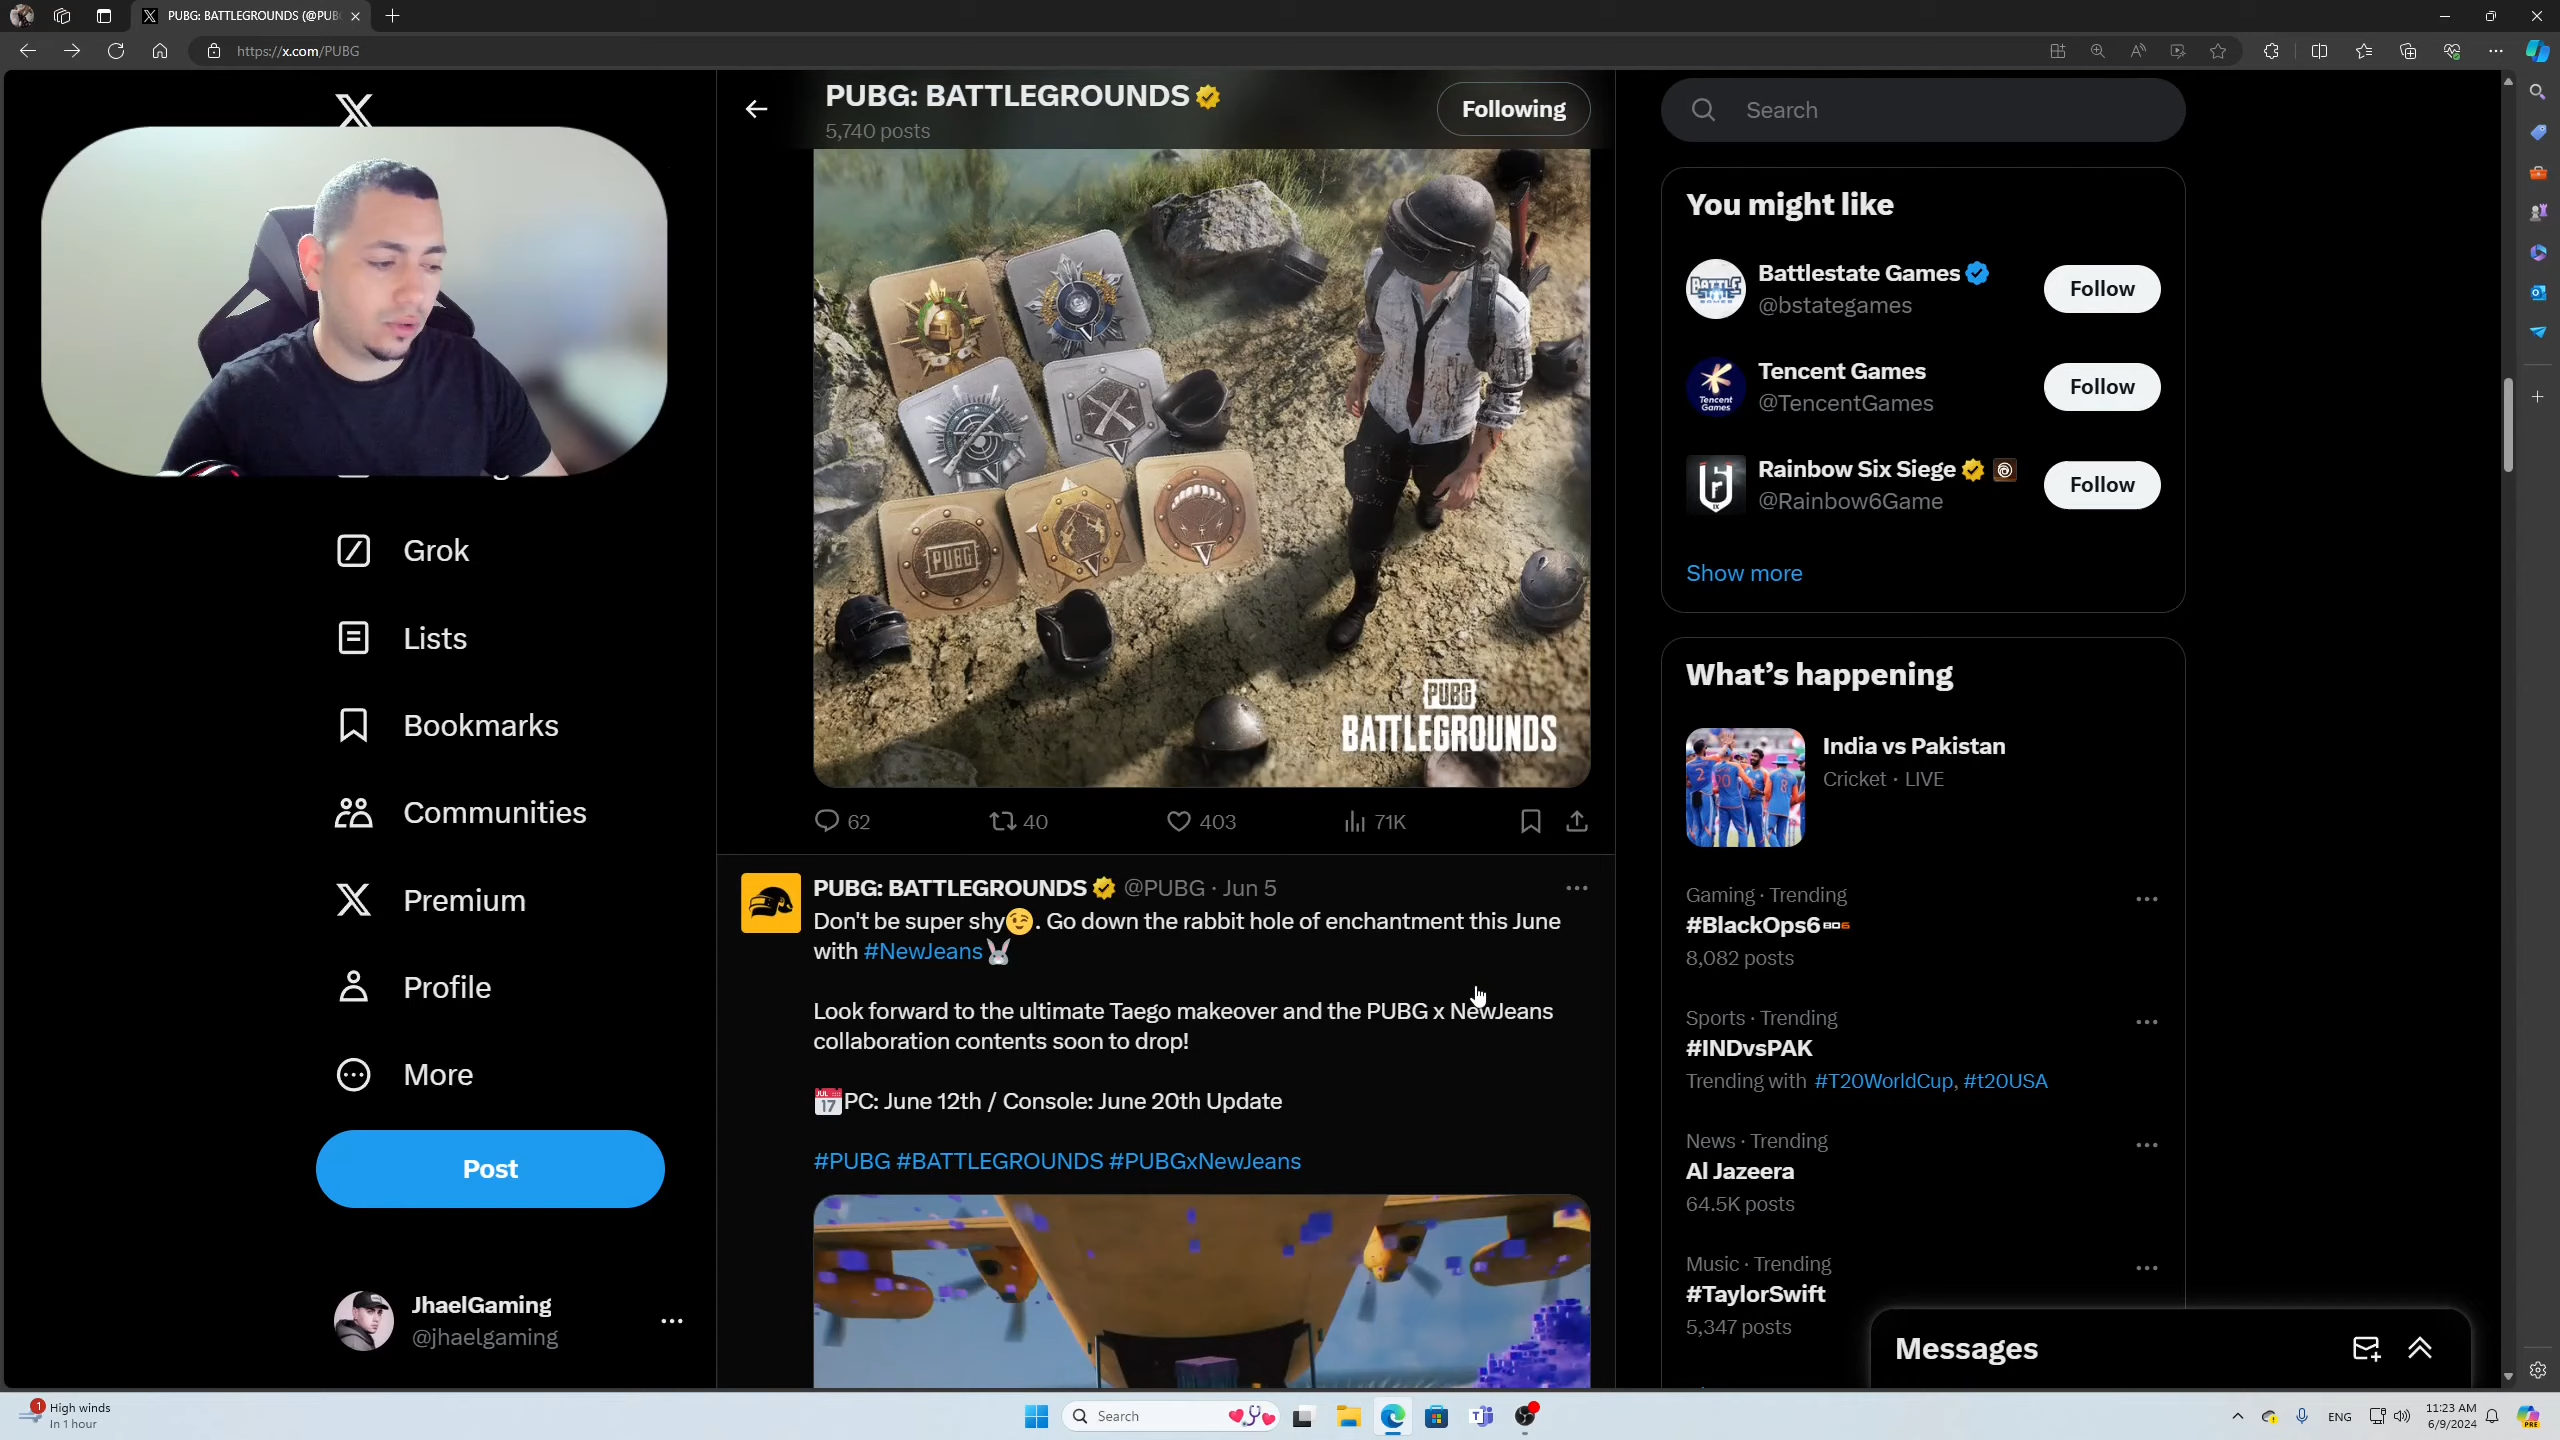 PUBG: BATTLEGROUNDS (@PUB
https://x.com/PUBG
PUBG: BATTLEGROUNDS
5,740 posts
Following
Search
Grok
Lists
Bookmarks
Communities
Premium
Profile
More
Post
JhaelGaming
@jhaelgaming
PUBG
V
V
V
V
V
PUBG
BATTLEGROUNDS
62
40
403
71K
PUBG: BATTLEGROUNDS @PUBG · Jun 5
Don't be super shy😉. Go down the rabbit hole of enchantment this June
with #NewJeans🐰
Look forward to the ultimate Taego makeover and the PUBG x NewJeans
collaboration contents soon to drop!
📅PC: June 12th / Console: June 20th Update
#PUBG #BATTLEGROUNDS #PUBGxNewJeans
You might like
Battlestate Games
@bstategames
Follow
Tencent Games
@TencentGames
Follow
Rainbow Six Siege
@Rainbow6Game
Follow
Show more
What's happening
India vs Pakistan
Cricket · LIVE
Gaming · Trending
#BlackOps6
8,082 posts
Sports · Trending
#INDvsPAK
Trending with #T20WorldCup, #t20USA
News · Trending
Al Jazeera
64.5K posts
Music · Trending
#TaylorSwift
5,347 posts
Messages
1
High winds
In 1 hour
Search
ENG
11:23 AM
6/9/2024